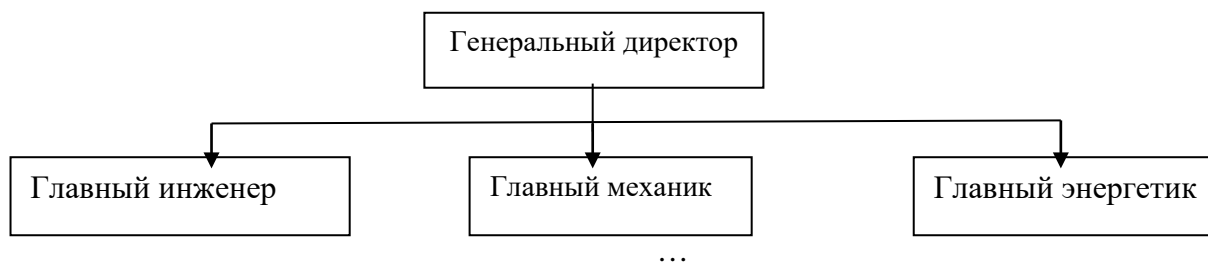 Генеральный директор
Главный инженер
Главный механик
Главный энергетик
…